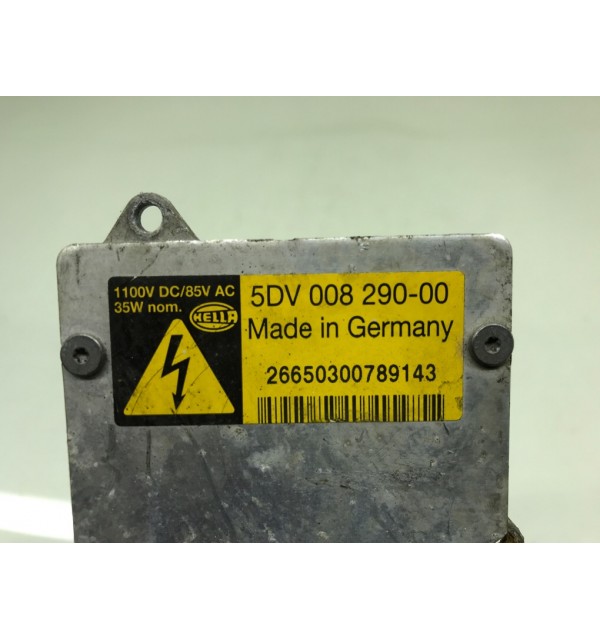 1100V DC/85V AC
35W nom.
HELLA
5DV 008 290-00
Made in Germany
26650300789143